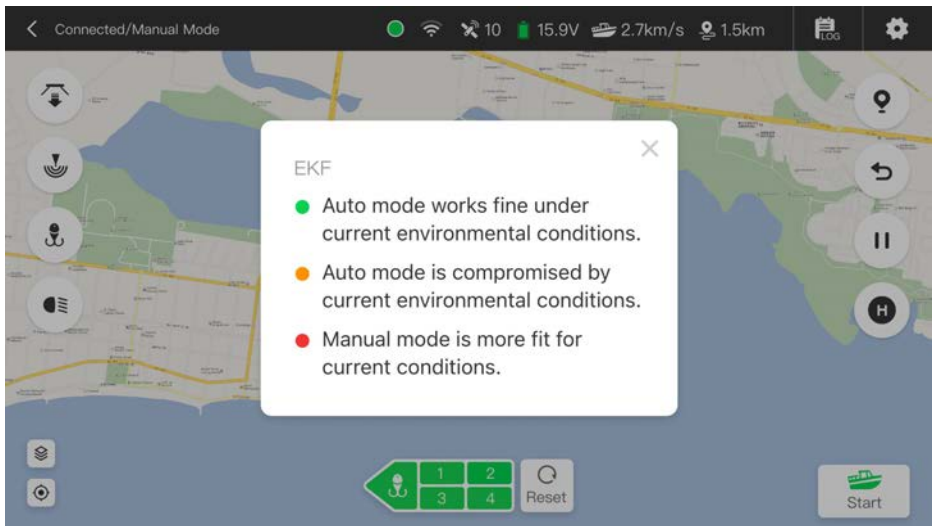 Connected/Manual Mode
10
15.9V
2.7km/s
1.5km
LOG
EKF
Auto mode works fine under
current environmental conditions.
Auto mode is compromised by
current environmental conditions.
Manual mode is more fit for
current conditions.
H
1
2
3
4
Reset
Start